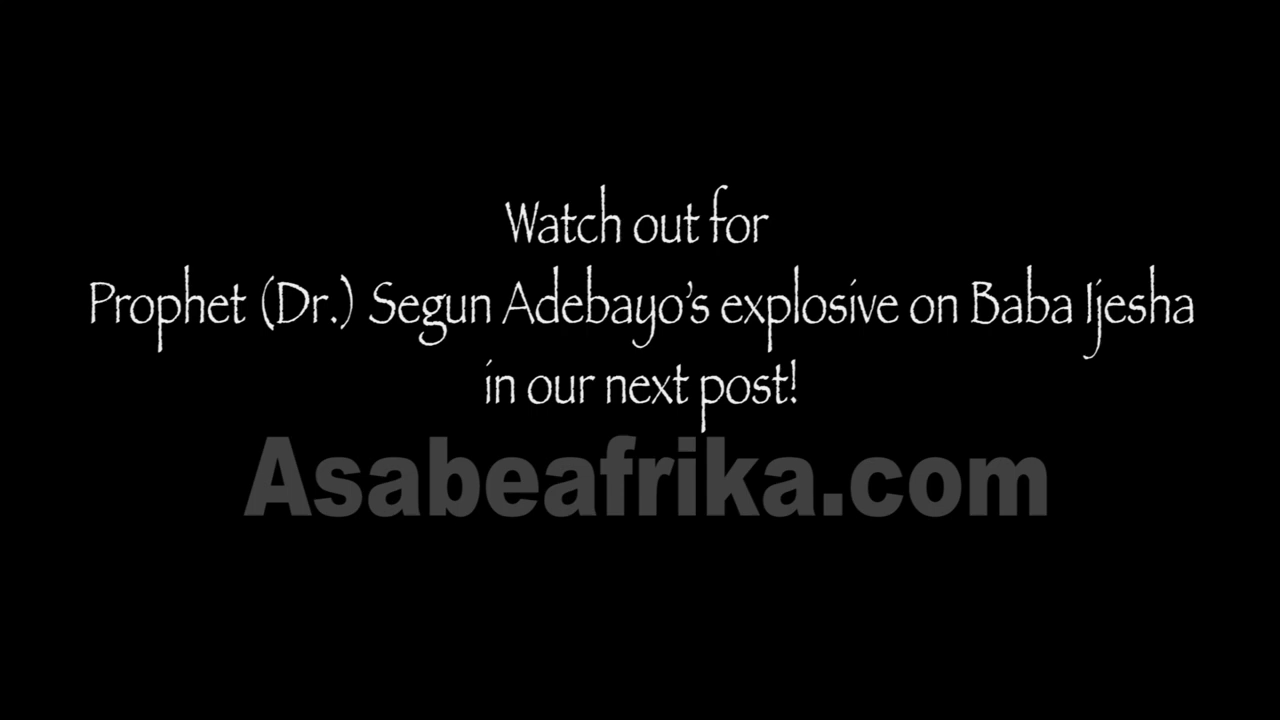 Watch out for
Prophet (Dr.) Segun Adebayo's explosive on Baba Ijesha
in our next post!
Asabeafrika.com